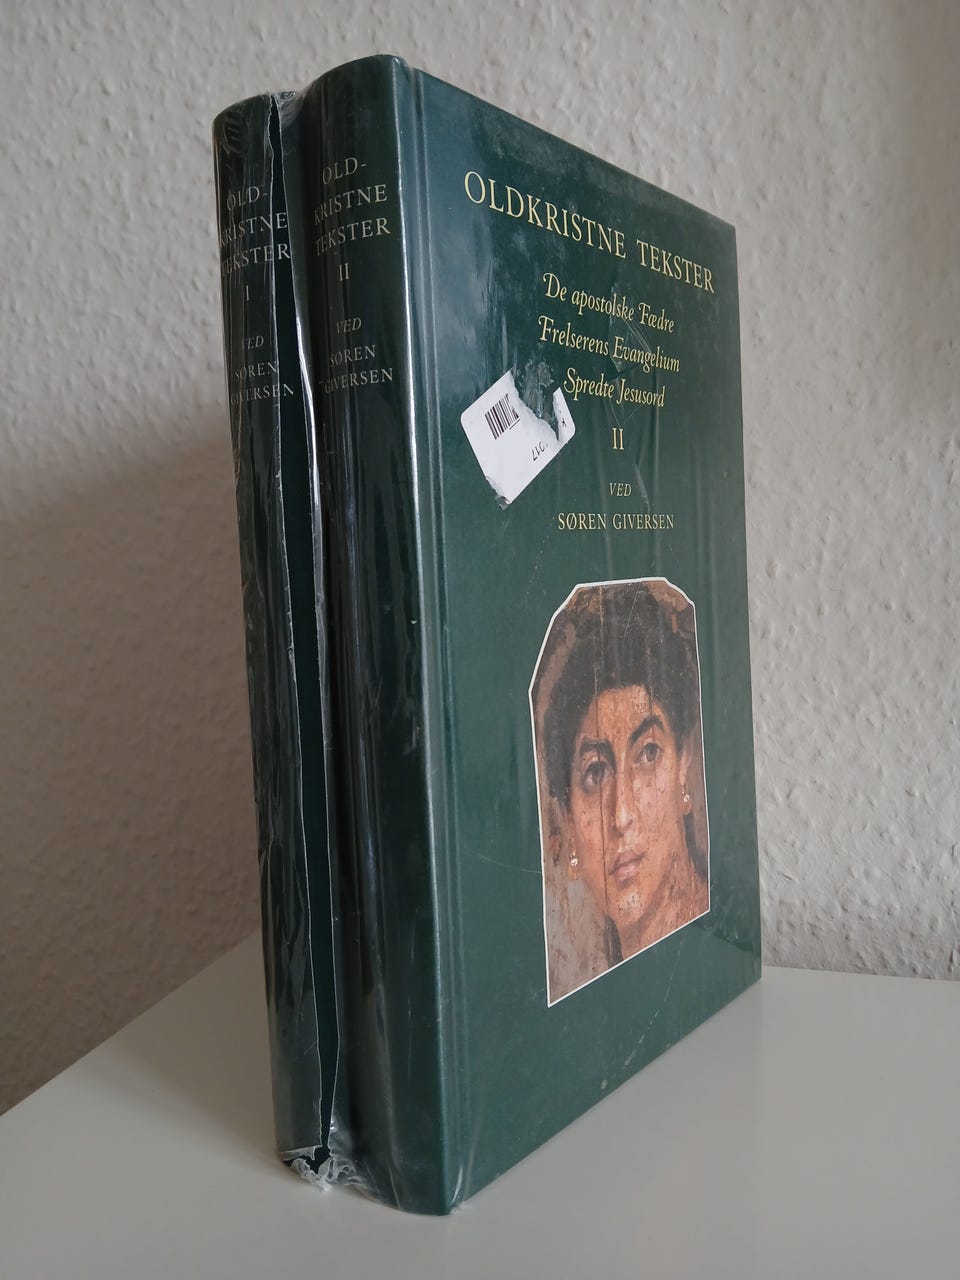 OLD-
KRISTNE
TEKSTER
I
VED
SØREN
GIVERSEN
OLD-
KRISTNE
TEKSTER
II
VED
SØREN
GIVERSEN
OLDKRISTNE TEKSTER
De apostolske Fædre
Frelserens Evangelium
Spredte Jesusord
II
VED
SØREN GIVERSEN